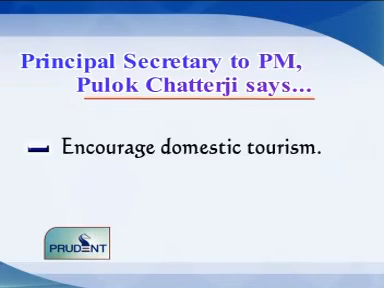 Principal Secretary to PM,
Pulok Chatterji says...
Encourage domestic tourism.
PRUDENT